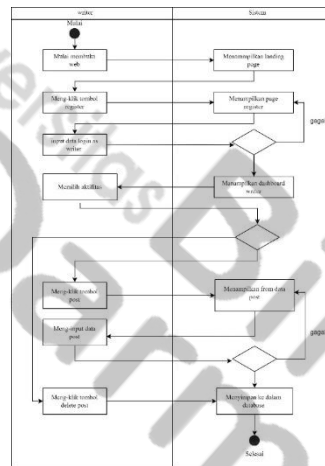 writer
Sistem
Mulai
Mulai membuka
web
Menampilkan landing
page
Meng-klik tombol
register
Menampilkan page
register
gagal
input data login as
writer
Memilih aktifitas
Menampilkan dashboard
writer
Meng-klik tombol
post
Menampilkan from data
post
Meng-input data
post
gagal
Meng-klik tombol
delete post
Menyimpan ke dalam
database
Selesai